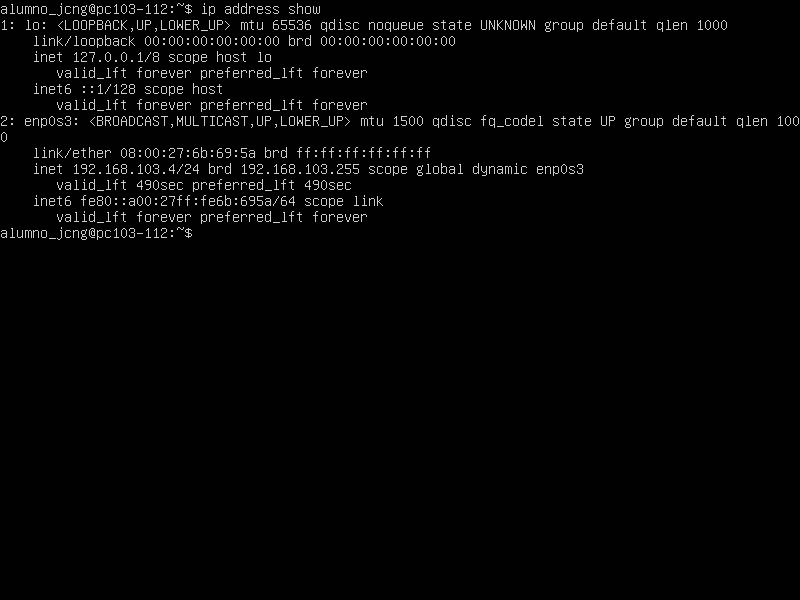 alumno_jcng@pc103-112:~$ ip address show
1: lo: <LOOPBACK,UP,LOWER_UP> mtu 65536 qdisc noqueue state UNKNOWN group default qlen 1000
    link/loopback 00:00:00:00:00:00 brd 00:00:00:00:00:00
    inet 127.0.0.1/8 scope host lo
       valid_lft forever preferred_lft forever
    inet6 ::1/128 scope host
       valid_lft forever preferred_lft forever
2: enp0s3: <BROADCAST,MULTICAST,UP,LOWER_UP> mtu 1500 qdisc fq_codel state UP group default qlen 100
0
    link/ether 08:00:27:6b:69:5a brd ff:ff:ff:ff:ff:ff
    inet 192.168.103.4/24 brd 192.168.103.255 scope global dynamic enp0s3
       valid_lft 490sec preferred_lft 490sec
    inet6 fe80::a00:27ff:fe6b:695a/64 scope link
       valid_lft forever preferred_lft forever
alumno_jcng@pc103-112:~$